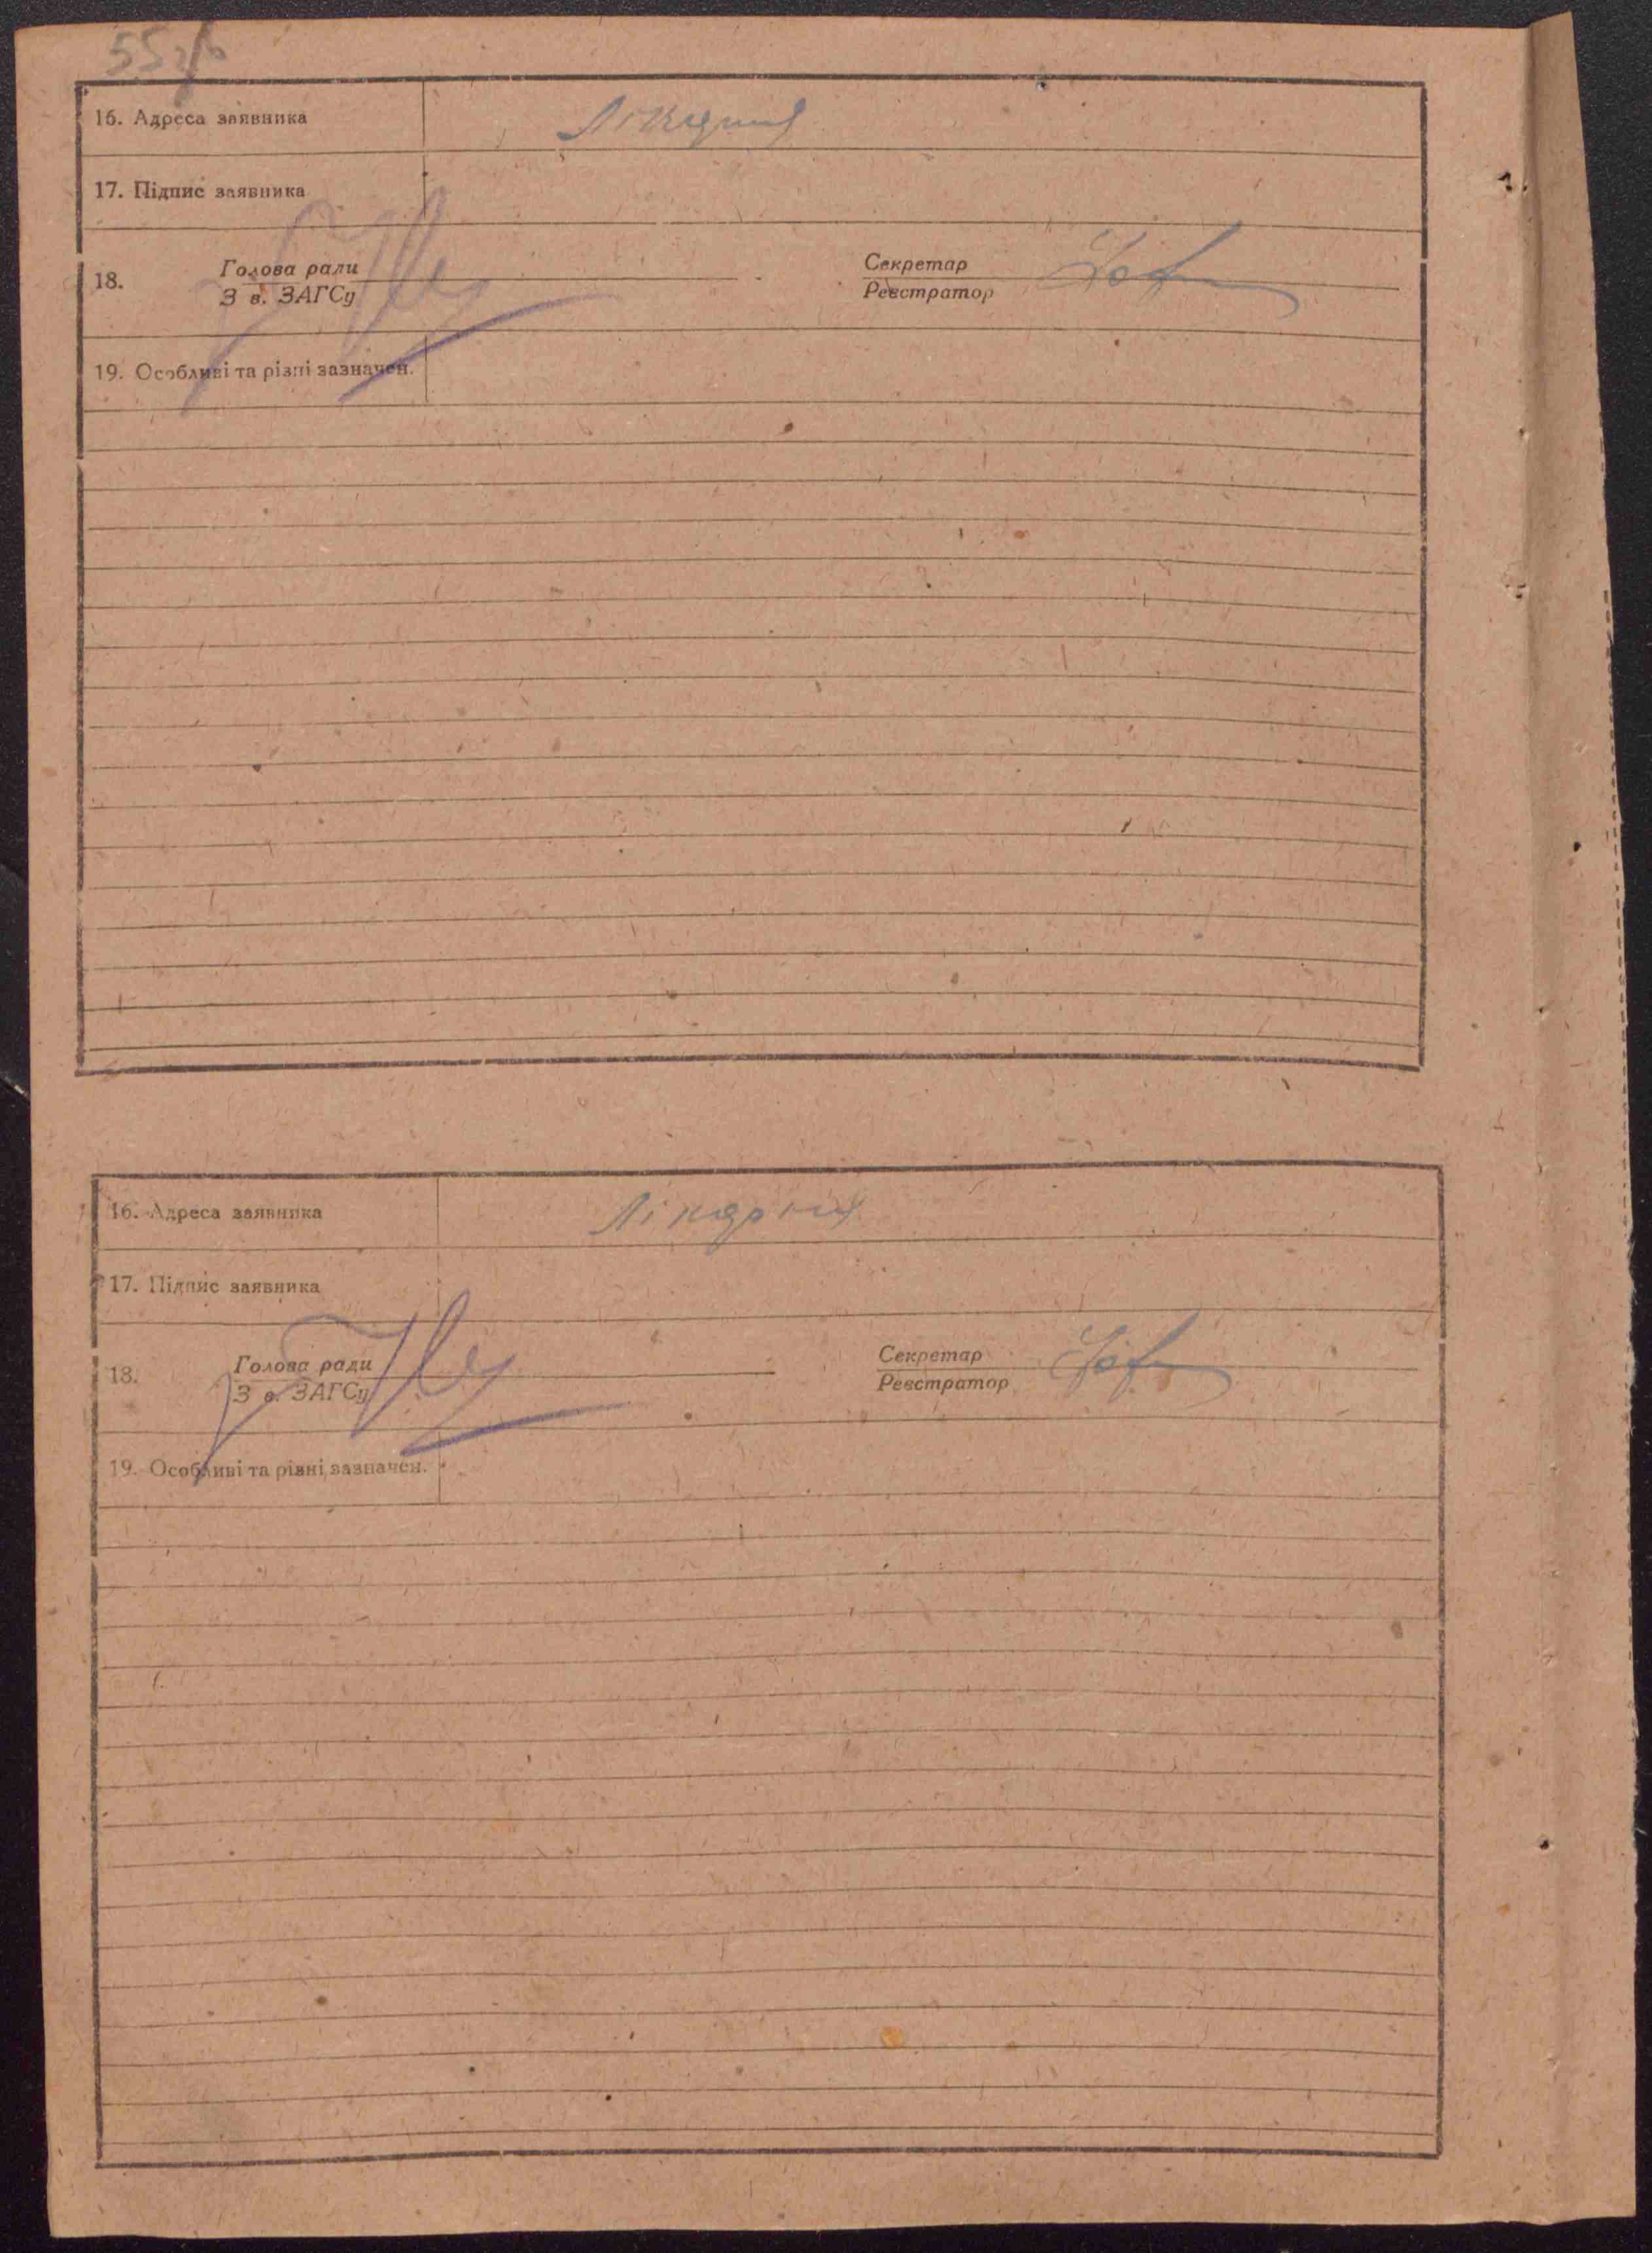 16. Адреса заявника Лікарня
17. Підпис заявника
18. Голова ради Секретар
З в. ЗАГСу Реєстратор
19. Особливі та різні зазначен.
16. Адреса заявника Лікарня
17. Підпис заявника
18. Голова ради Секретар
З в. ЗАГСу Реєстратор
19. Особливі та різні зазначен.